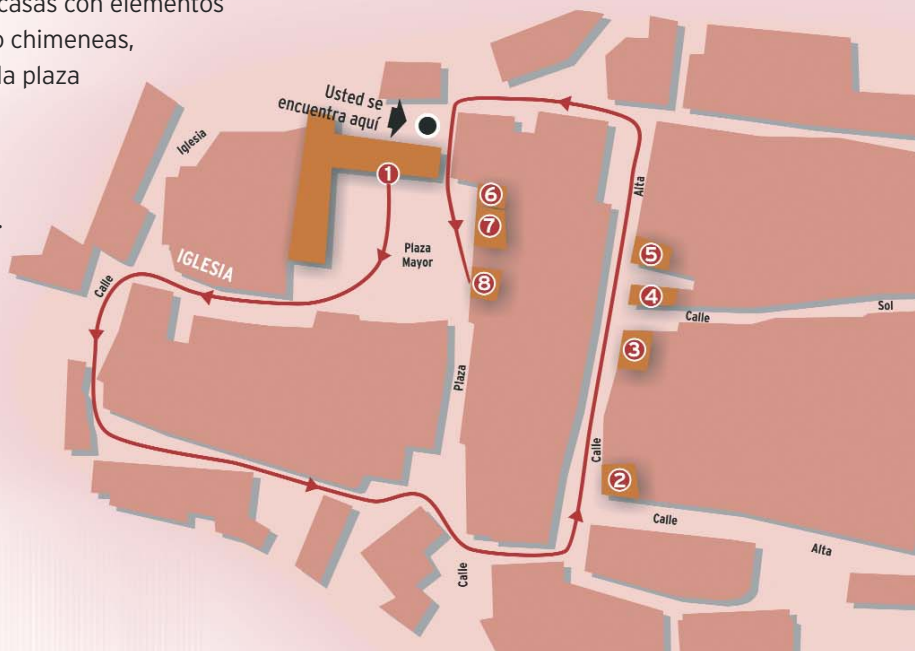 casas con elementos
o chimeneas,
la plaza
.
Usted se
encuentra aquí
Iglesia
1
6
7
8
Plaza
Mayor
IGLESIA
Calle
Alta
5
4
Calle
Sol
3
Plaza
Calle
2
Calle
Alta
Calle